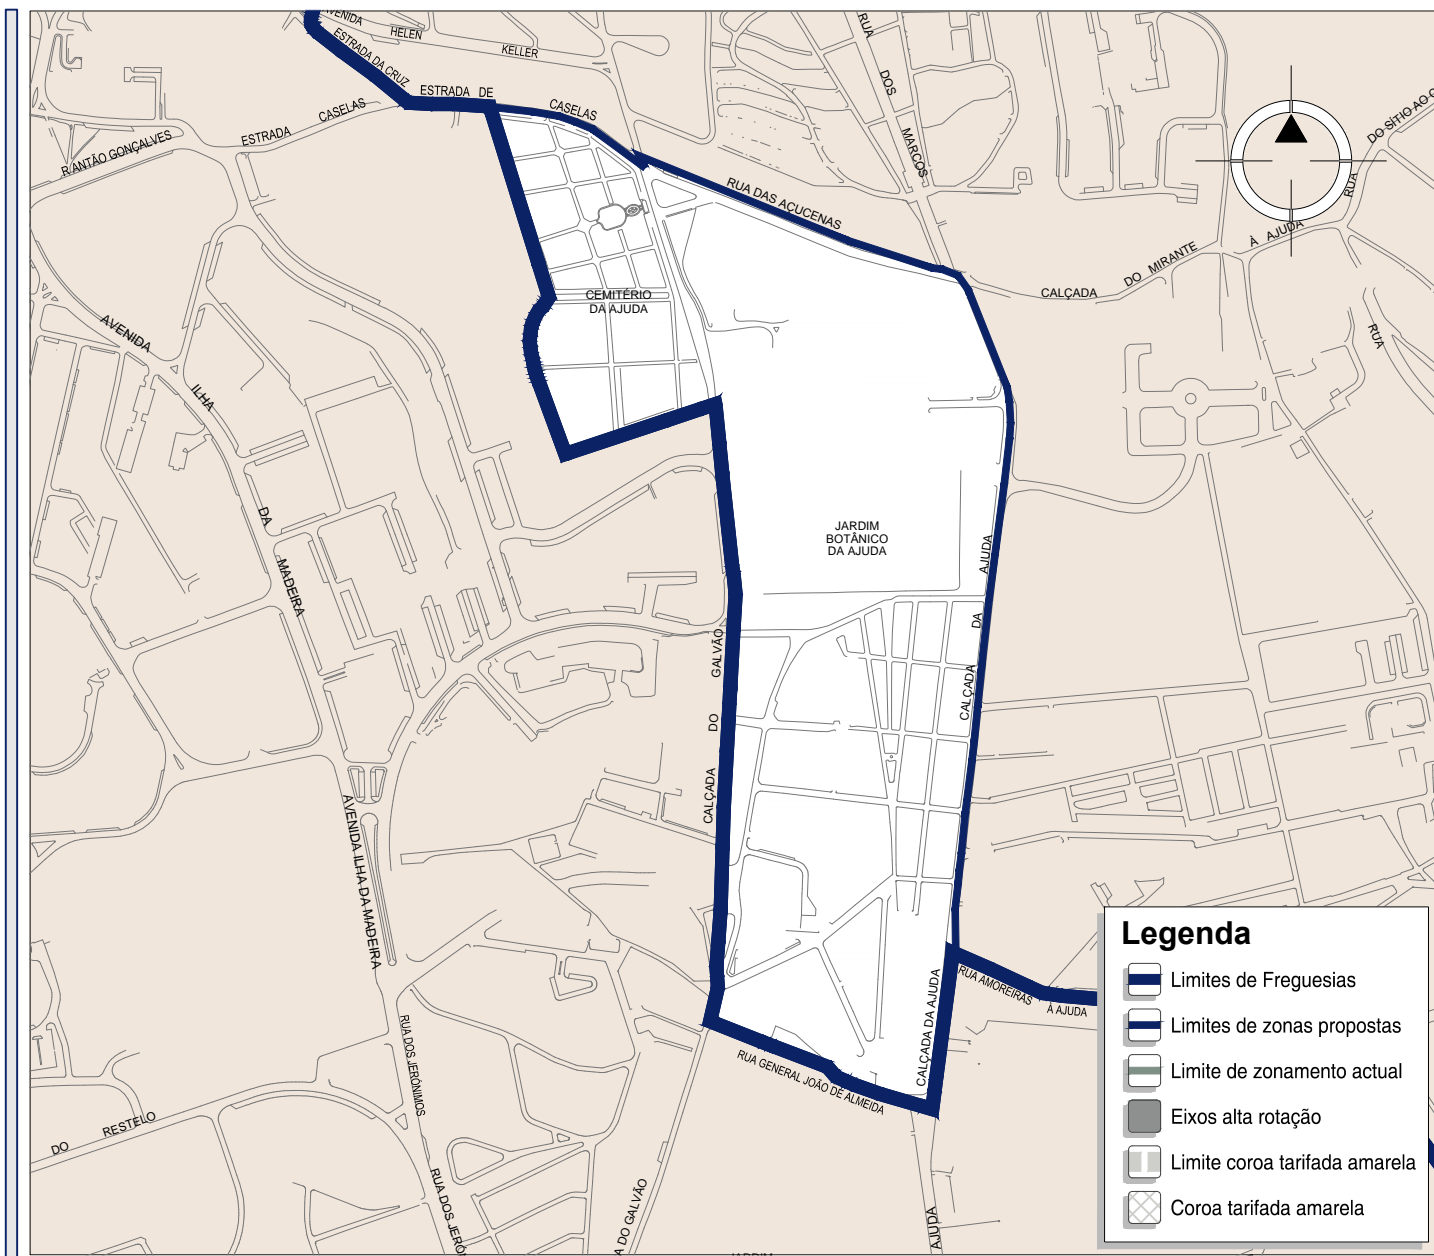 AVENIDA
HELEN
KELLER
ESTRADA DA CRUZ
ESTRADA DE
CASELAS
ESTRADA
CASELAS
R ANTÃO GONÇALVES
RUA
DOS
MARCOS
RUA DAS AÇUCENAS
CALÇADA
DO MIRANTE
À AJUDA
RUA
RUA
CEMITÉRIO
DA AJUDA
AVENIDA
ILHA
DA
MADEIRA
JARDIM
BOTÂNICO
DA AJUDA
CALÇADA
DA
AJUDA
CALÇADA
DO
GALVÃO
AVENIDA ILHA DA MADEIRA
CALÇADA DA AJUDA
RUA AMOREIRAS
À AJUDA
RUA GENERAL JOÃO DE ALMEIDA
RUA DOS JERÓNIMOS
DO
RESTELO
RUA DOS
A DO GALVÃO
AJUDA
Legenda
Limites de Freguesias
Limites de zonas propostas
Limite de zonamento actual
Eixos alta rotação
Limite coroa tarifada amarela
Coroa tarifada amarela